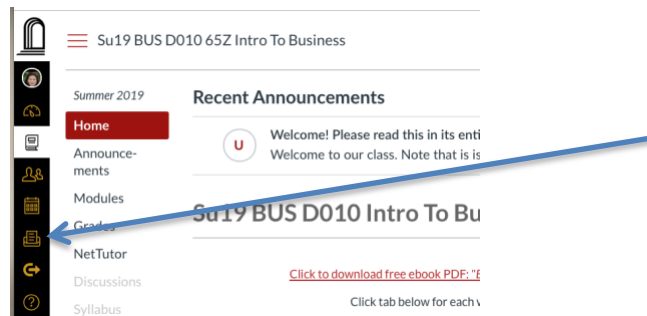 Su19 BUS D010 65Z Intro To Business
Summer 2019
Home
Announce-
ments
Modules
Grades
NetTutor
Discussions
Syllabus
Recent Announcements
U
Welcome! Please read this in its enti
Welcome to our class. Note that is is
Su19 BUS D010 Intro To Bu
Click to download free ebook PDF: "E
Click tab below for each v
?